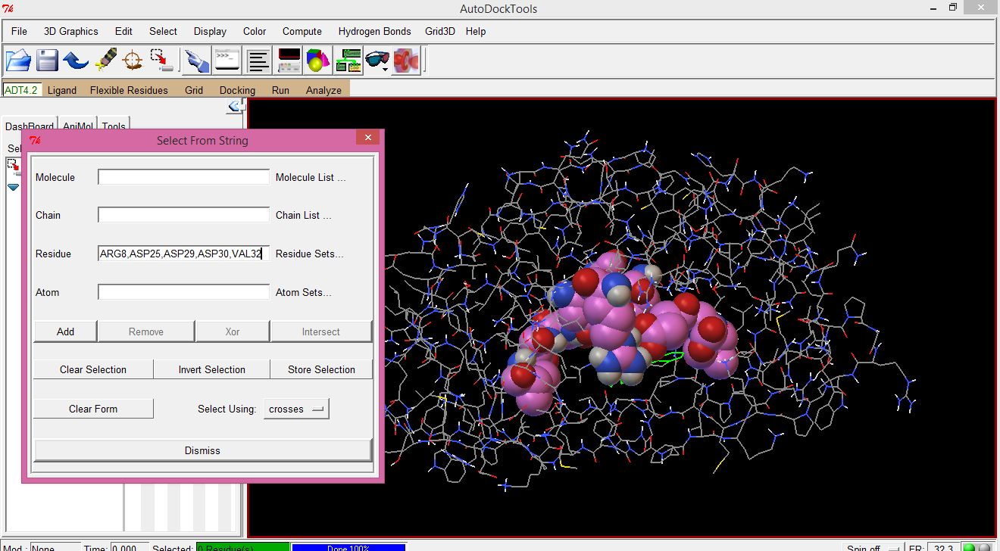 AutoDockTools
File 3D Graphics Edit Select Display Color Compute Hydrogen Bonds Grid3D Help
>>>_
ADT4.2 Ligand Flexible Residues Grid Docking Run Analyze
DashBoard AniMol Tools
Sel
Select From String
Molecule Molecule List ...
Chain Chain List ...
Residue ARG8,ASP25,ASP29,ASP30,VAL32 Residue Sets...
Atom Atom Sets...
Add Remove Xor Intersect
Clear Selection Invert Selection Store Selection
Clear Form Select Using: crosses
Dismiss
Mod.: None Time: 0.000 Selected: 0 Residue(s) Done 100% Spin off FR: 32.3